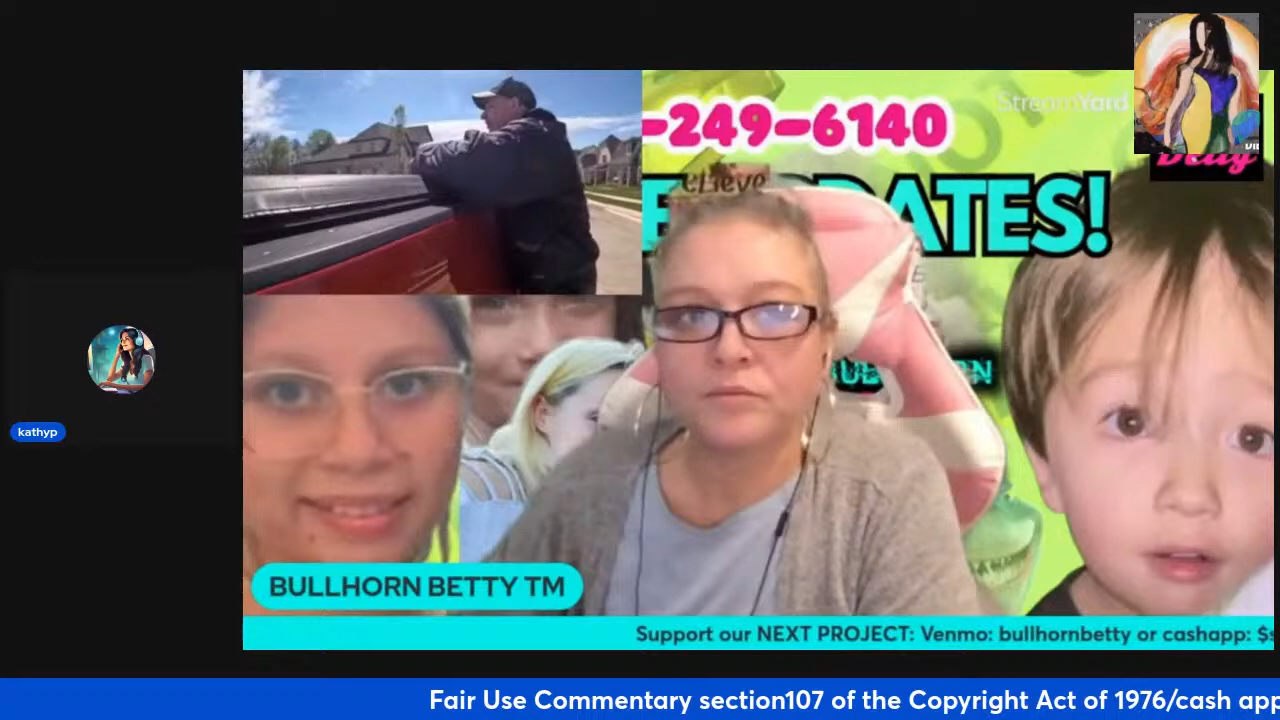 StreamYard
-249-6140
Betty
ATES!
kathyp
BULLHORN BETTY TM
Support our NEXT PROJECT: Venmo: bullhornbetty or cashapp: $s
Fair Use Commentary section107 of the Copyright Act of 1976/cash app